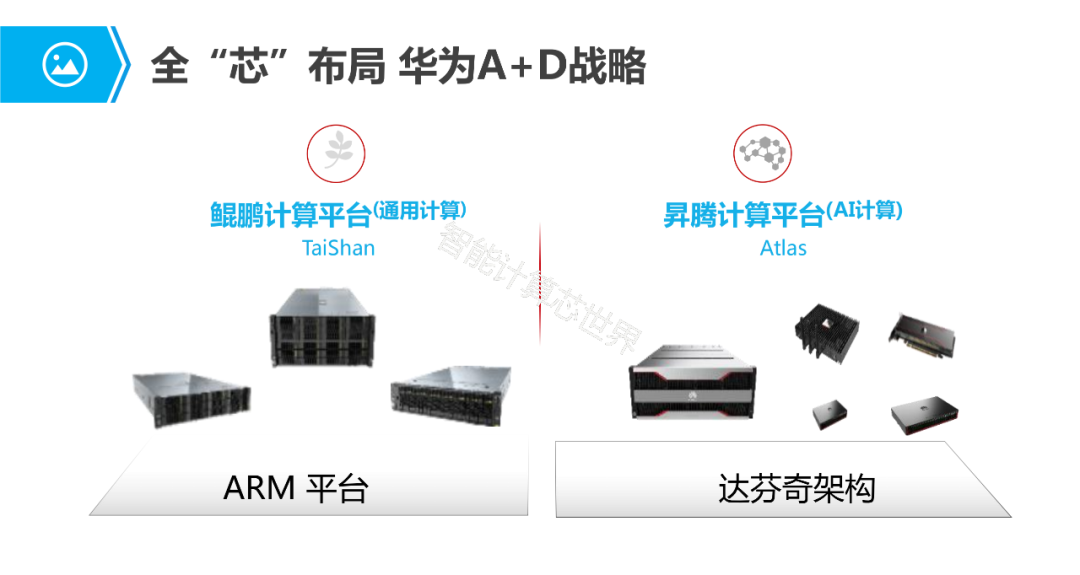 全“芯”布局 华为A+D战略
鲲鹏计算平台(通用计算)
TaiShan
昇腾计算平台(AI计算)
Atlas
智能计算芯世界
ARM 平台
达芬奇架构